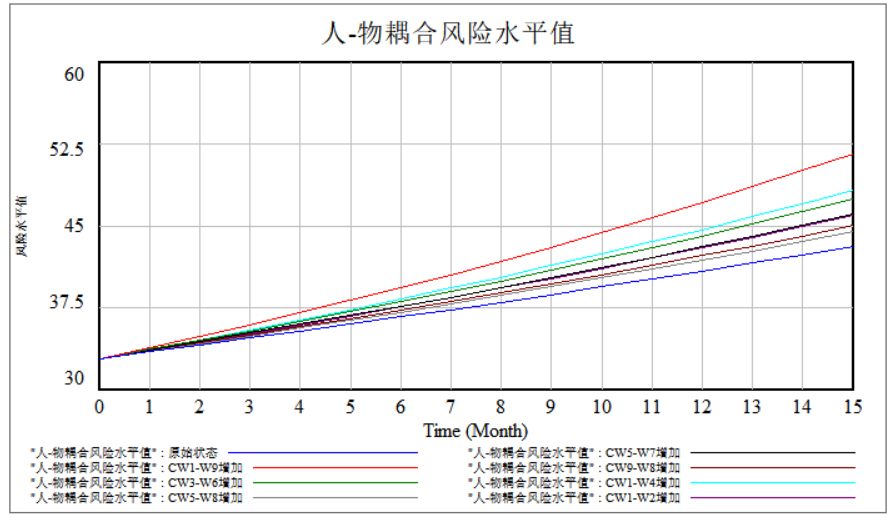 人-物耦合风险水平值
60
52.5
45
37.5
30
风险水平值
0 1 2 3 4 5 6 7 8 9 10 11 12 13 14 15
Time (Month)
"人-物耦合风险水平值"：原始状态
"人-物耦合风险水平值"：CW1-W9增加
"人-物耦合风险水平值"：CW3-W6增加
"人-物耦合风险水平值"：CW5-W8增加
"人-物耦合风险水平值"：CW5-W7增加
"人-物耦合风险水平值"：CW9-W8增加
"人-物耦合风险水平值"：CW1-W4增加
"人-物耦合风险水平值"：CW1-W2增加